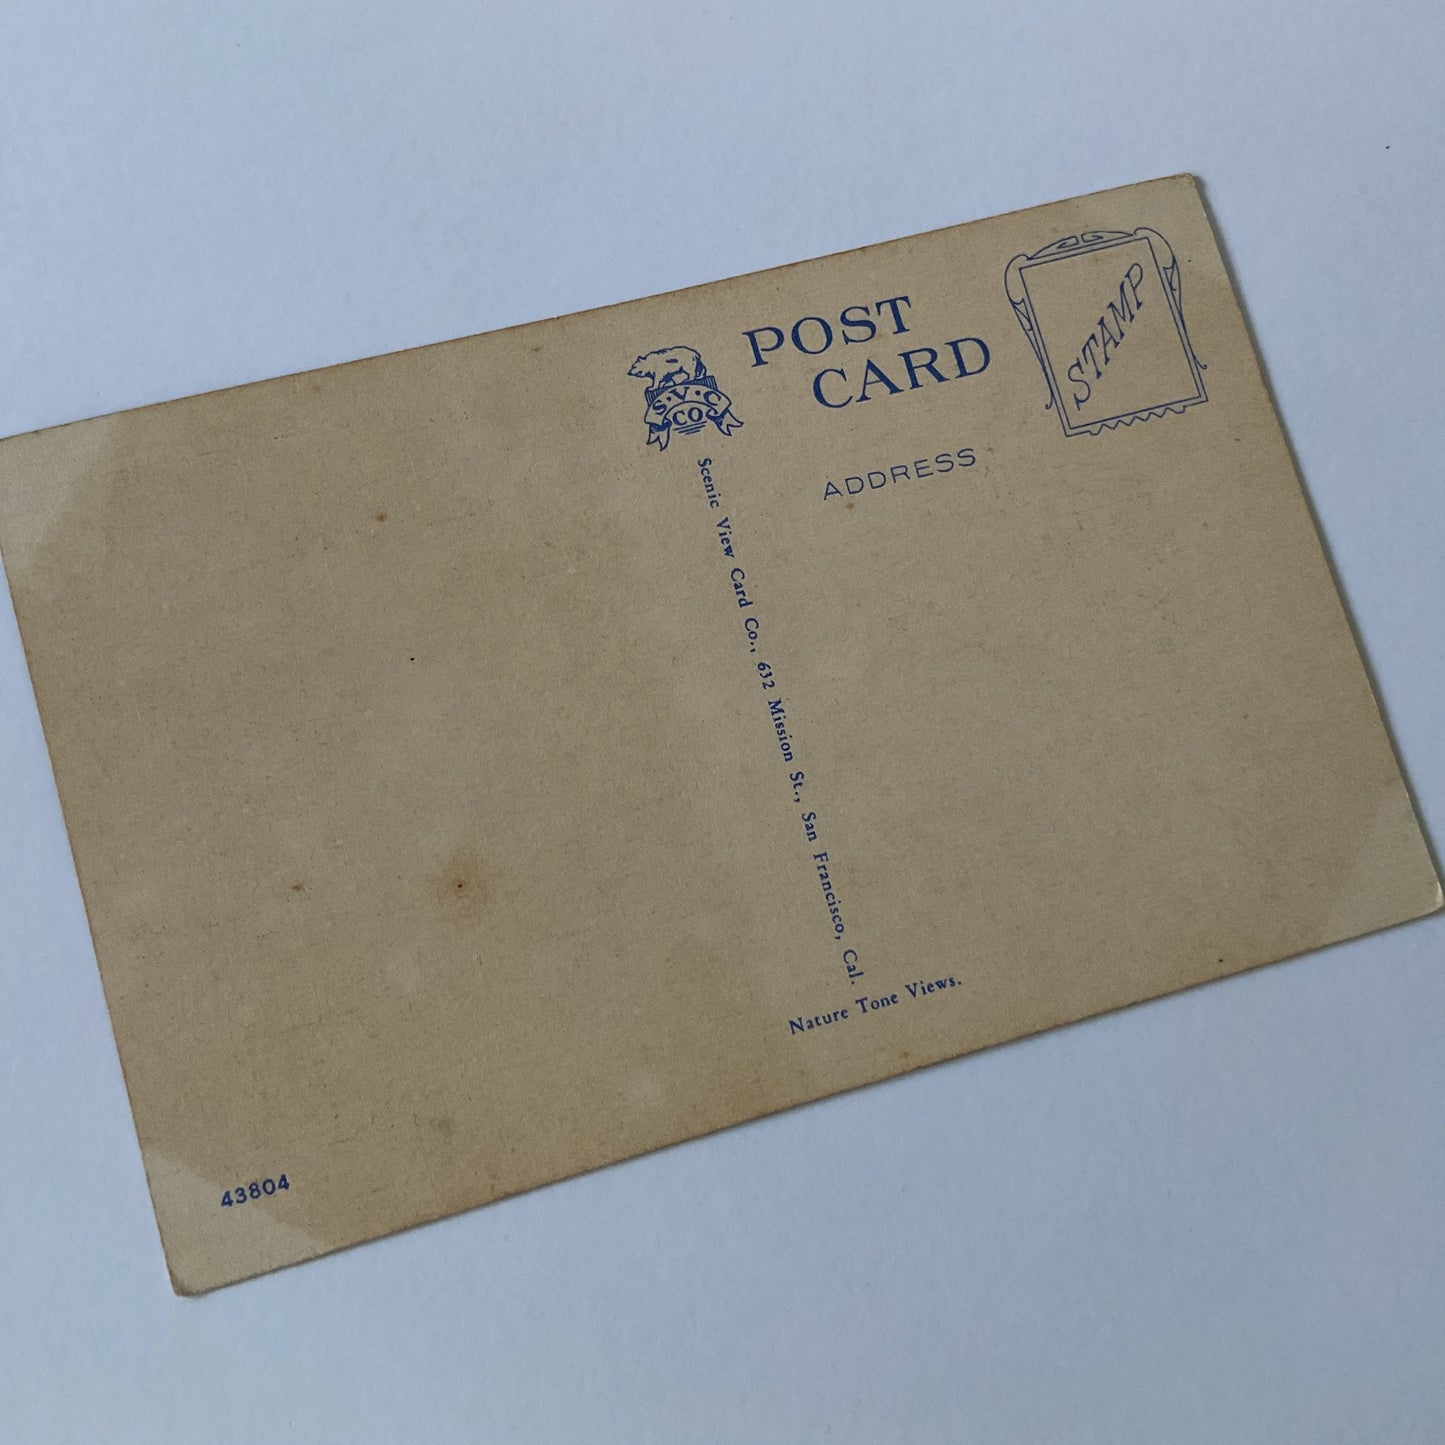 POST
CARD
STAMP
S.V.C.
CO
ADDRESS
Scenic View Card Co., 632 Mission St., San Francisco, Cal.
Nature Tone Views.
43804